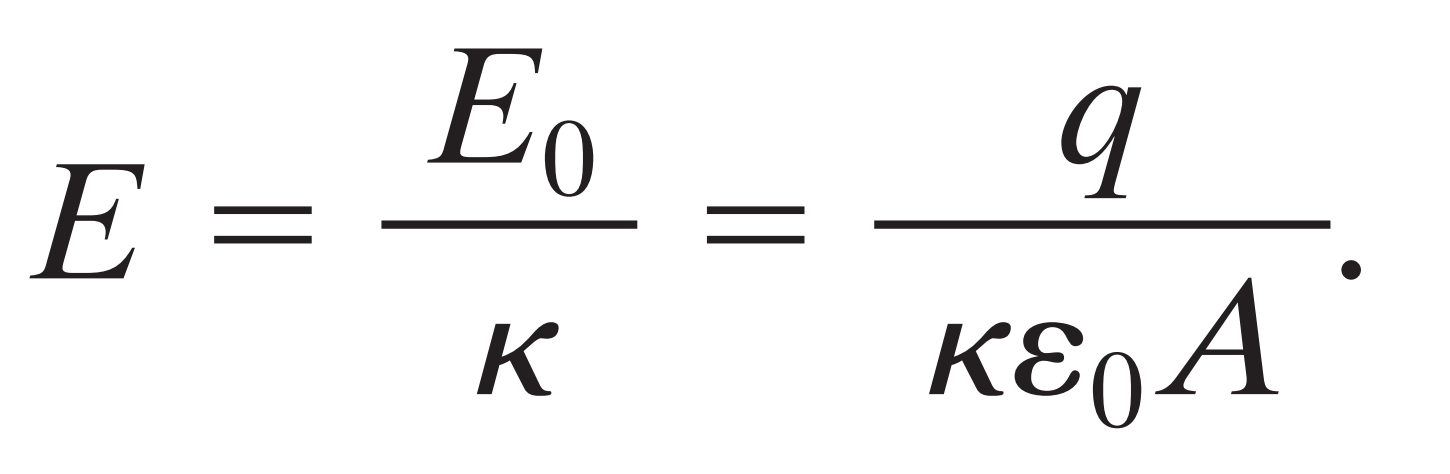 E = E₀/κ = q/κε₀A.